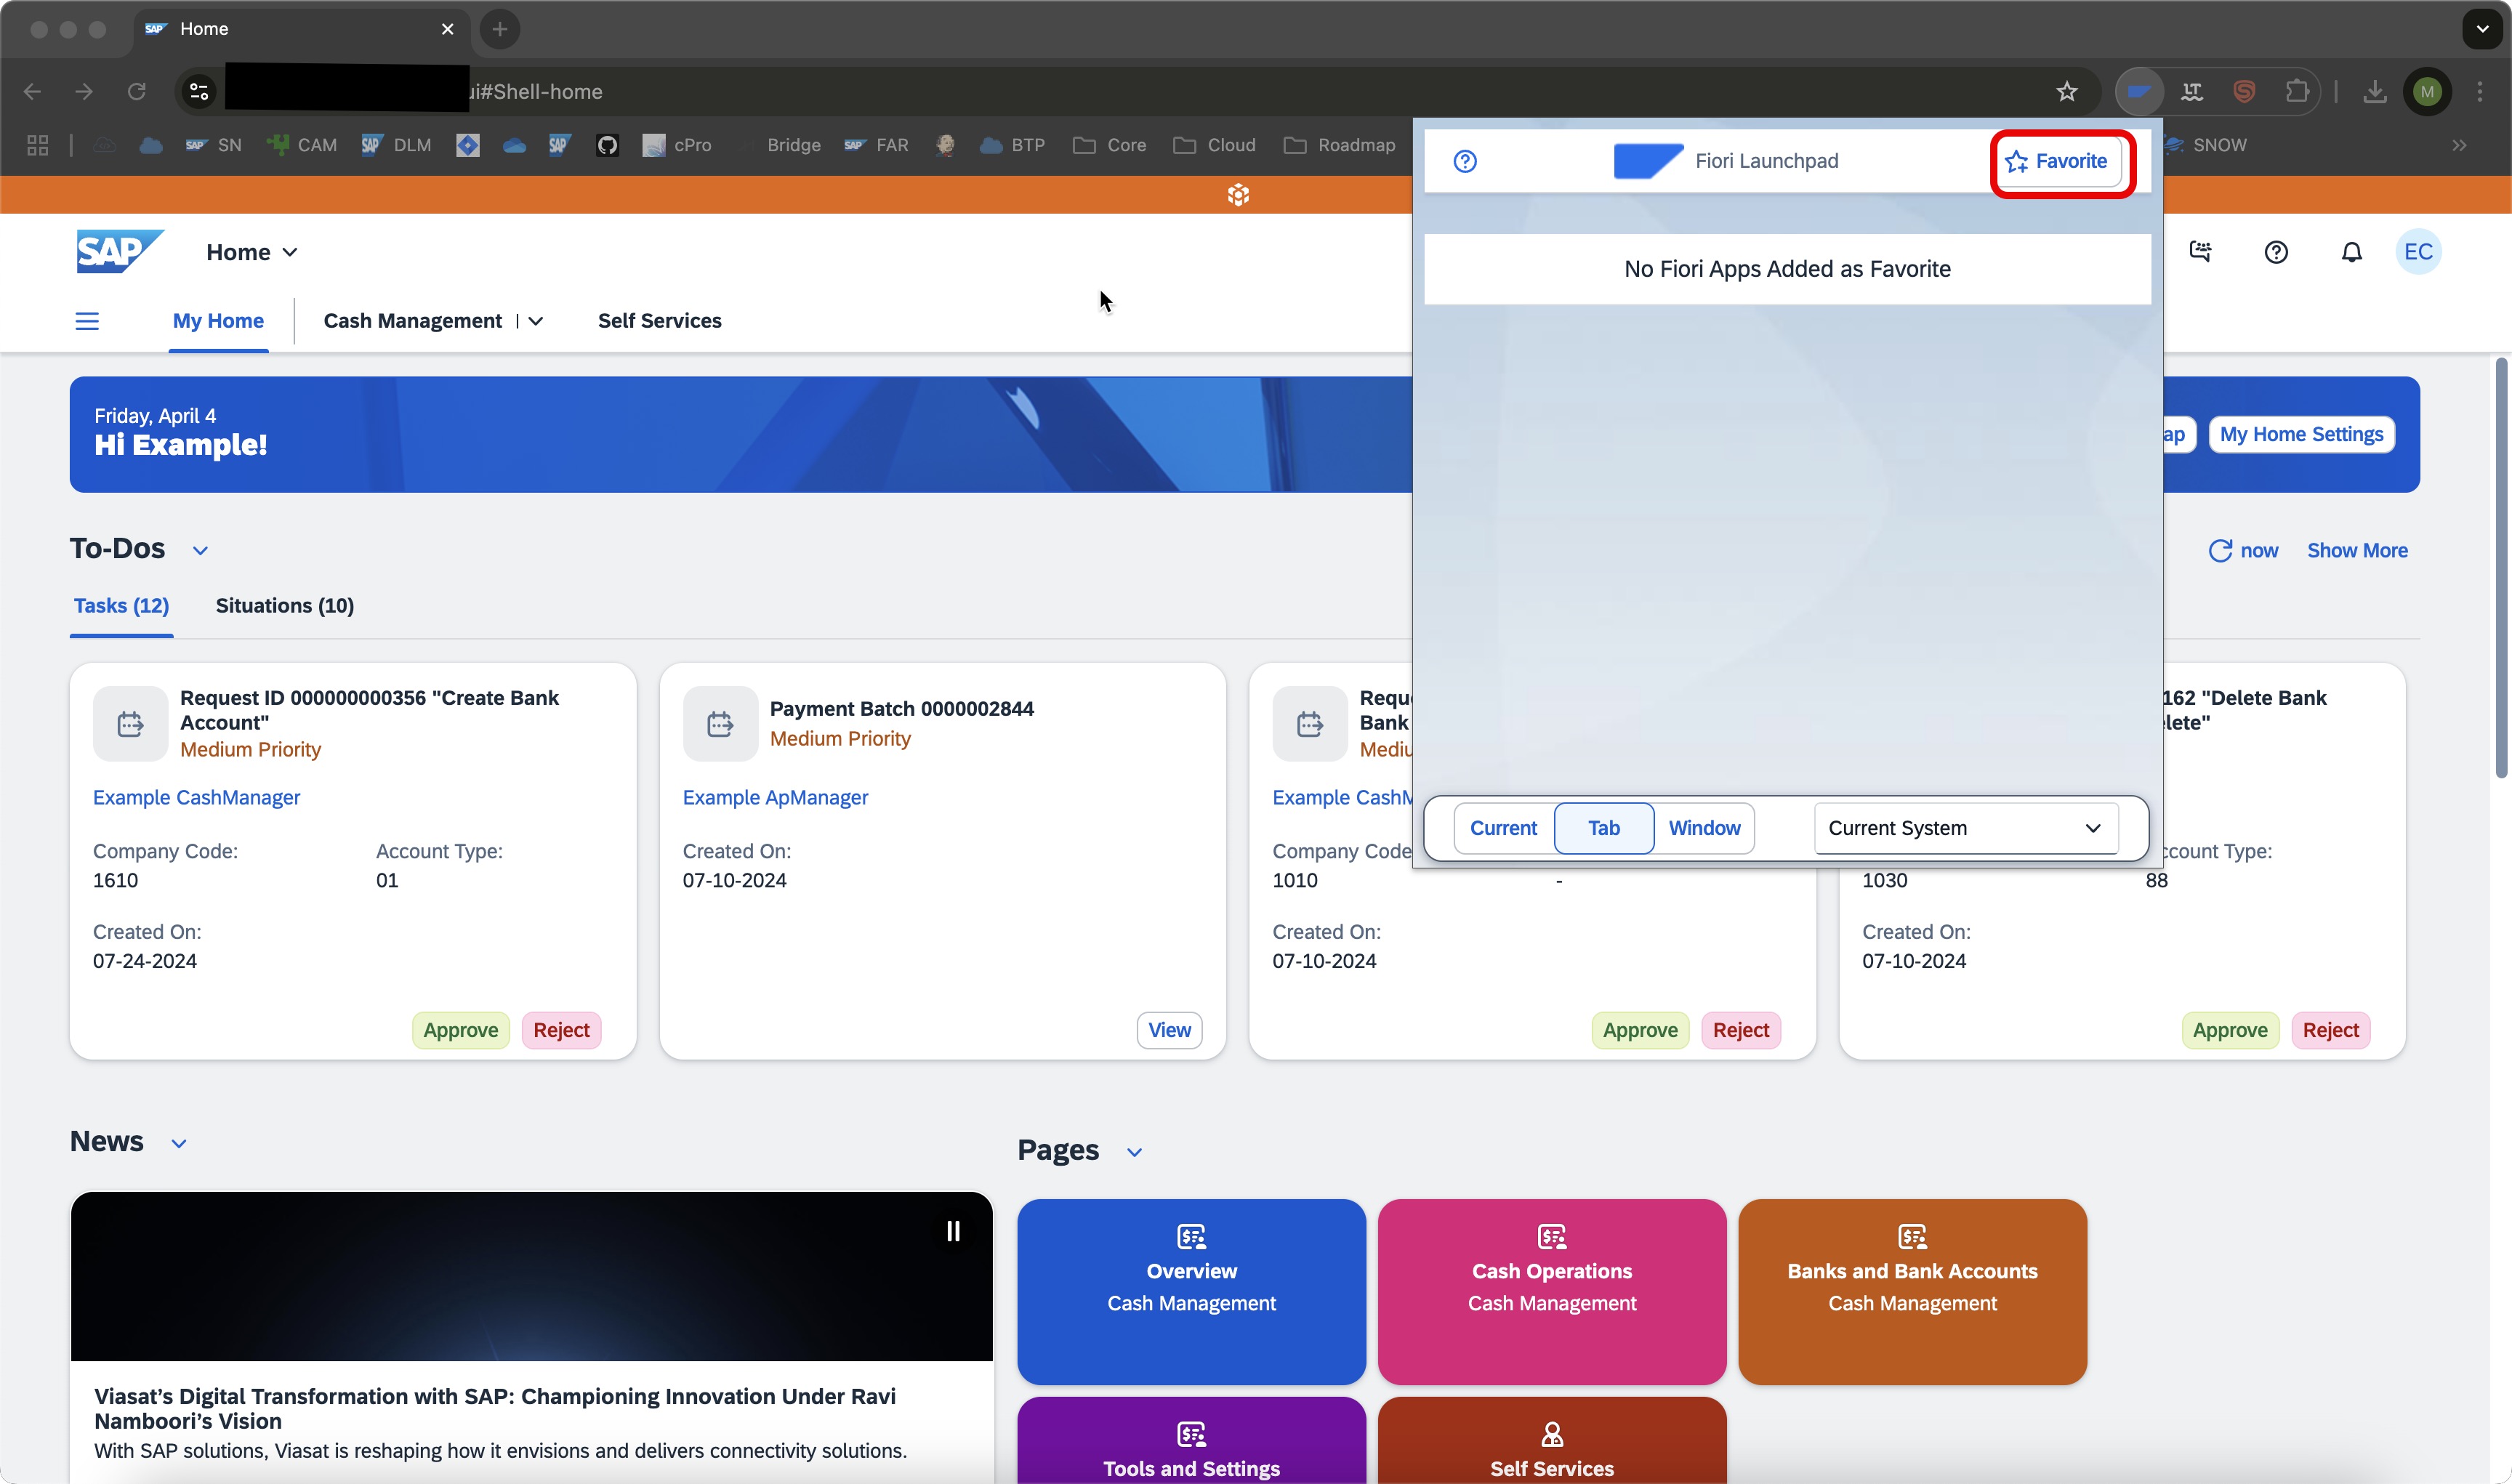 SAP Home
ui#Shell-home
LT
M
SAP SN
CAM
SAP DLM
SAP
cPro
Bridge
SAP FAR
BTP
Core
Cloud
Roadmap
SNOW
Fiori Launchpad
Favorite
No Fiori Apps Added as Favorite
Current
Tab
Window
Current System
SAP
Home
EC
My Home
Cash Management
Self Services
Friday, April 4
Hi Example!
ap
My Home Settings
To-Dos
now
Show More
Tasks (12)
Situations (10)
Request ID 000000000356 "Create Bank
Account"
Medium Priority
Example CashManager
Company Code:
1610
Account Type:
01
Created On:
07-24-2024
Approve
Reject
Payment Batch 0000002844
Medium Priority
Example ApManager
Created On:
07-10-2024
View
Requ
Bank
Mediu
Example CashM
Company Code
1010
-
Created On:
07-10-2024
Approve
Reject
162 "Delete Bank
lete"
ccount Type:
1030
88
Created On:
07-10-2024
Approve
Reject
News
Viasat’s Digital Transformation with SAP: Championing Innovation Under Ravi
Namboori’s Vision
With SAP solutions, Viasat is reshaping how it envisions and delivers connectivity solutions.
Pages
Overview
Cash Management
Cash Operations
Cash Management
Banks and Bank Accounts
Cash Management
Tools and Settings
Self Services